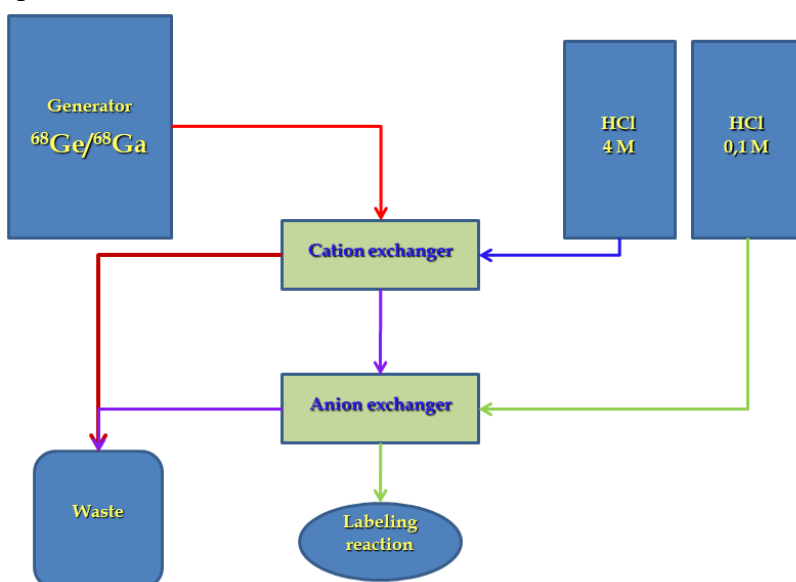 Generator
⁶⁸Ge/⁶⁸Ga
HCl
4 M
HCl
0,1 M
Cation exchanger
Anion exchanger
Waste
Labeling
reaction